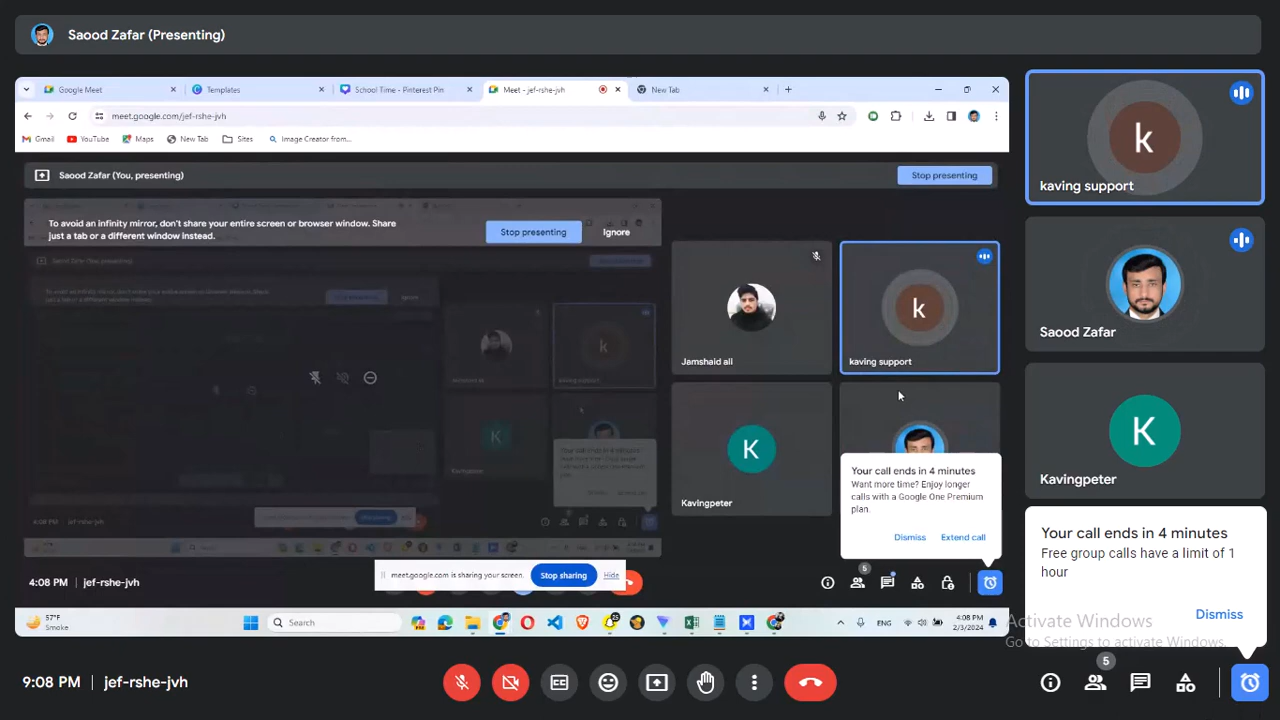 Saood Zafar (Presenting)
Google Meet
Templates
School Time - Pinterest Pin
Meet - jef-rshe-jvh
New Tab
meet.google.com/jef-rshe-jvh
Gmail
YouTube
Maps
New Tab
Sites
Image Creator from...
Saood Zafar (You, presenting)
Stop presenting
To avoid an infinity mirror, don't share your entire screen or browser window. Share
just a tab or a different window instead.
Stop presenting
Ignore
Jamshaid ali
k
kaving support
K
Kavingpeter
Your call ends in 4 minutes
Want more time? Enjoy longer
calls with a Google One Premium
plan.
Dismiss
Extend call
4:08 PM
jef-rshe-jvh
meet.google.com is sharing your screen.
Stop sharing
Hide
5
57°F
Smoke
Search
25
ENG
4:08 PM
2/3/2024
k
kaving support
Saood Zafar
K
Kavingpeter
Your call ends in 4 minutes
Free group calls have a limit of 1
hour
Dismiss
Activate Windows
Go to Settings to activate Windows.
9:08 PM
jef-rshe-jvh
5